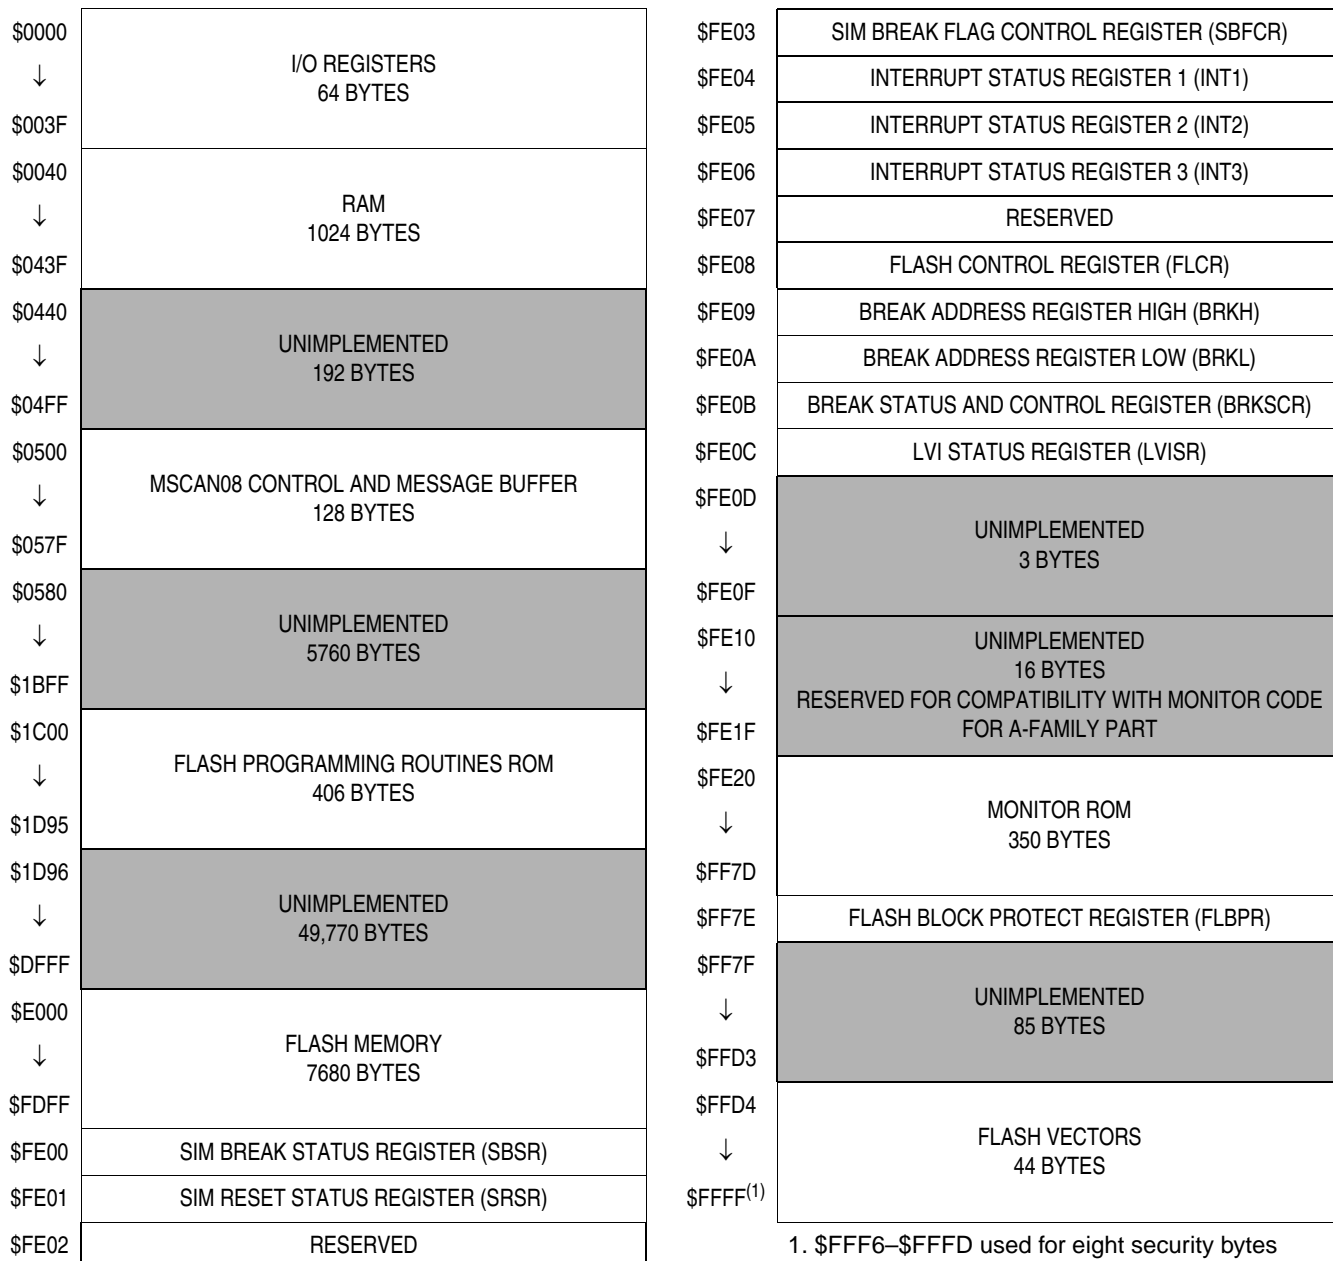 $0000
↓
$003F
I/O REGISTERS
64 BYTES
$0040
↓
$043F
RAM
1024 BYTES
$0440
↓
$04FF
UNIMPLEMENTED
192 BYTES
$0500
↓
$057F
MSCAN08 CONTROL AND MESSAGE BUFFER
128 BYTES
$0580
↓
$1BFF
UNIMPLEMENTED
5760 BYTES
$1C00
↓
$1D95
FLASH PROGRAMMING ROUTINES ROM
406 BYTES
$1D96
↓
$DFFF
UNIMPLEMENTED
49,770 BYTES
$E000
↓
$FDFF
FLASH MEMORY
7680 BYTES
$FE00 SIM BREAK STATUS REGISTER (SBSR)
$FE01 SIM RESET STATUS REGISTER (SRSR)
$FE02 RESERVED
$FE03 SIM BREAK FLAG CONTROL REGISTER (SBFCR)
$FE04 INTERRUPT STATUS REGISTER 1 (INT1)
$FE05 INTERRUPT STATUS REGISTER 2 (INT2)
$FE06 INTERRUPT STATUS REGISTER 3 (INT3)
$FE07 RESERVED
$FE08 FLASH CONTROL REGISTER (FLCR)
$FE09 BREAK ADDRESS REGISTER HIGH (BRKH)
$FE0A BREAK ADDRESS REGISTER LOW (BRKL)
$FE0B BREAK STATUS AND CONTROL REGISTER (BRKSCR)
$FE0C LVI STATUS REGISTER (LVISR)
$FE0D
↓
$FE0F
UNIMPLEMENTED
3 BYTES
$FE10
↓
$FE1F
UNIMPLEMENTED
16 BYTES
RESERVED FOR COMPATIBILITY WITH MONITOR CODE
FOR A-FAMILY PART
$FE20
↓
$FF7D
MONITOR ROM
350 BYTES
$FF7E FLASH BLOCK PROTECT REGISTER (FLBPR)
$FF7F
↓
$FFD3
UNIMPLEMENTED
85 BYTES
$FFD4
↓
$FFFF(1)
FLASH VECTORS
44 BYTES
1. $FFF6–$FFFD used for eight security bytes